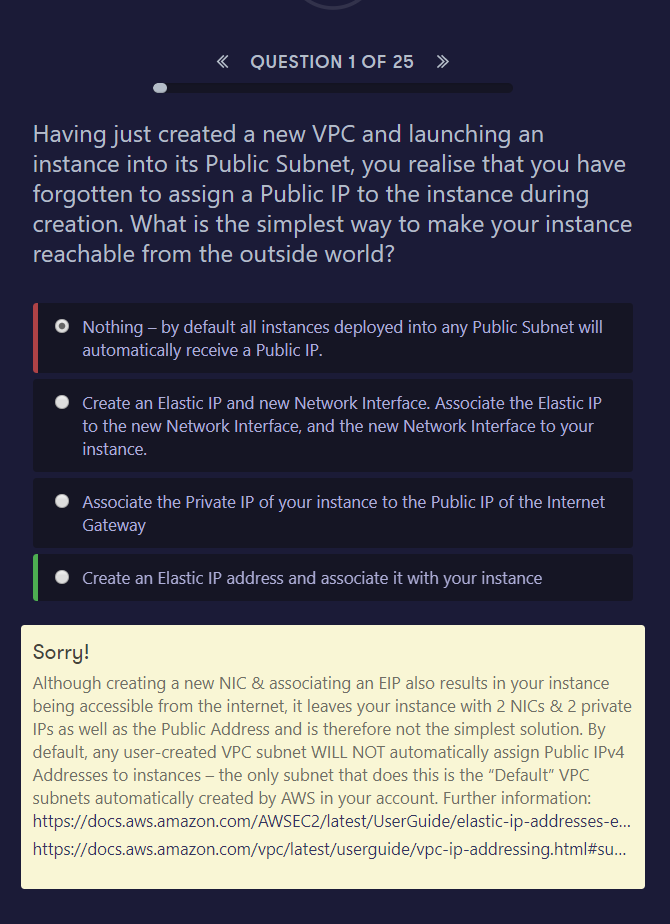 QUESTION 1 OF 25
Having just created a new VPC and launching an
instance into its Public Subnet, you realise that you have
forgotten to assign a Public IP to the instance during
creation. What is the simplest way to make your instance
reachable from the outside world?
Nothing – by default all instances deployed into any Public Subnet will
automatically receive a Public IP.
Create an Elastic IP and new Network Interface. Associate the Elastic IP
to the new Network Interface, and the new Network Interface to your
instance.
Associate the Private IP of your instance to the Public IP of the Internet
Gateway
Create an Elastic IP address and associate it with your instance
Sorry!
Although creating a new NIC & associating an EIP also results in your instance
being accessible from the internet, it leaves your instance with 2 NICs & 2 private
IPs as well as the Public Address and is therefore not the simplest solution. By
default, any user-created VPC subnet WILL NOT automatically assign Public IPv4
Addresses to instances – the only subnet that does this is the “Default” VPC
subnets automatically created by AWS in your account. Further information:
https://docs.aws.amazon.com/AWSEC2/latest/UserGuide/elastic-ip-addresses-e...
https://docs.aws.amazon.com/vpc/latest/userguide/vpc-ip-addressing.html#su...